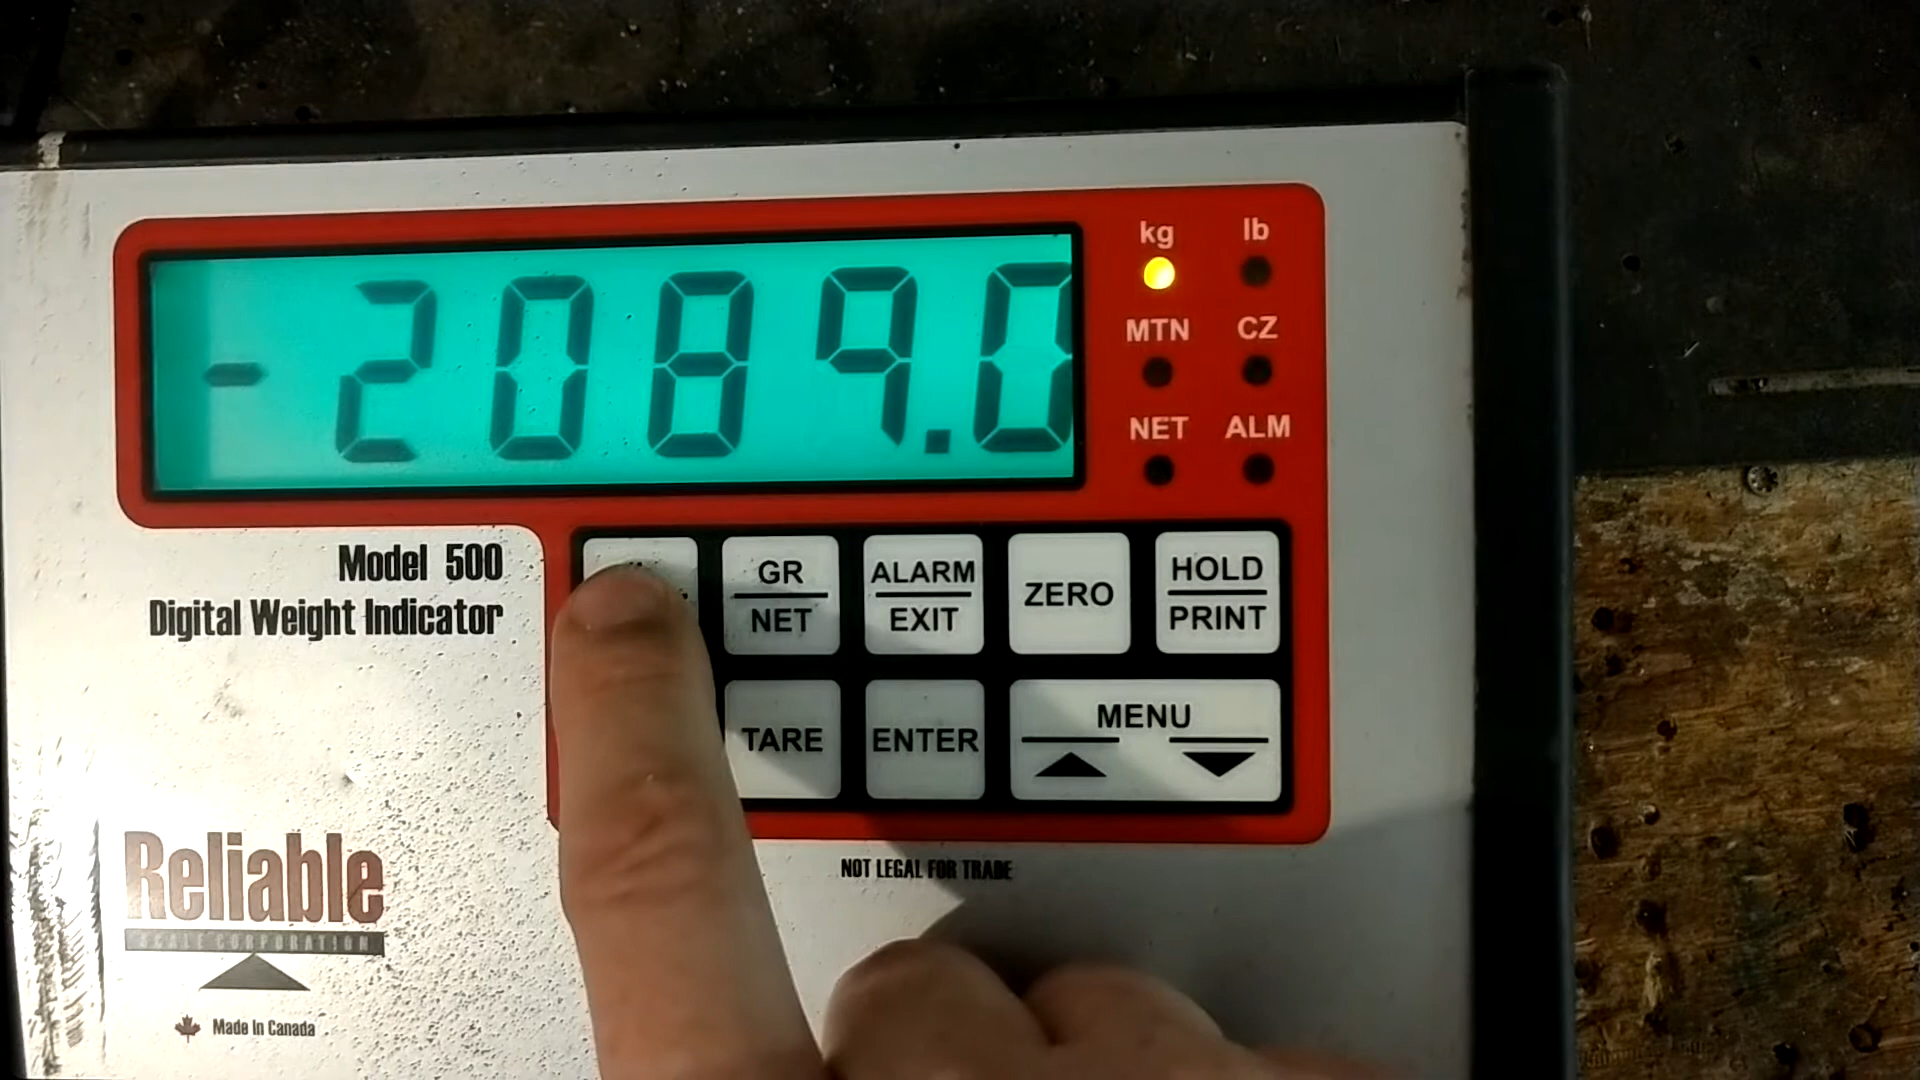 -2089.0
kg lb
MTN CZ
NET ALM
Model 500
Digital Weight Indicator
GR
NET
ALARM
EXIT
ZERO
HOLD
PRINT
TARE
ENTER
MENU
NOT LEGAL FOR TRADE
Reliable
SCALE CORPORATION
Made In Canada